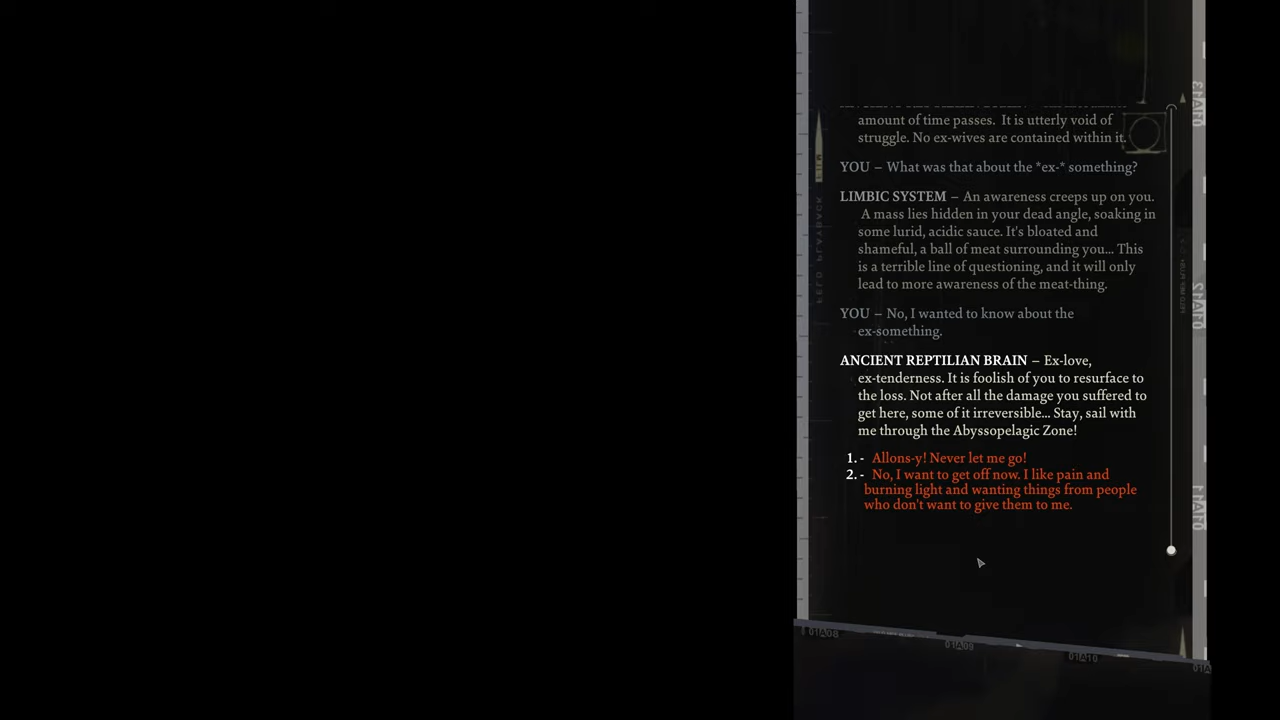 amount of time passes. It is utterly void of
struggle. No ex-wives are contained within it.
YOU – What was that about the *ex-* something?
LIMBIC SYSTEM – An awareness creeps up on you.
A mass lies hidden in your dead angle, soaking in
some lurid, acidic sauce. It's bloated and
shameful, a ball of meat surrounding you... This
is a terrible line of questioning, and it will only
lead to more awareness of the meat-thing.
YOU – No, I wanted to know about the
ex-something.
ANCIENT REPTILIAN BRAIN – Ex-love,
ex-tenderness. It is foolish of you to resurface to
the loss. Not after all the damage you suffered to
get here, some of it irreversible... Stay, sail with
me through the Abyssopelagic Zone!
1. - Allons-y! Never let me go!
2. - No, I want to get off now. I like pain and
burning light and wanting things from people
who don't want to give them to me.
01A08
01A09
01A10